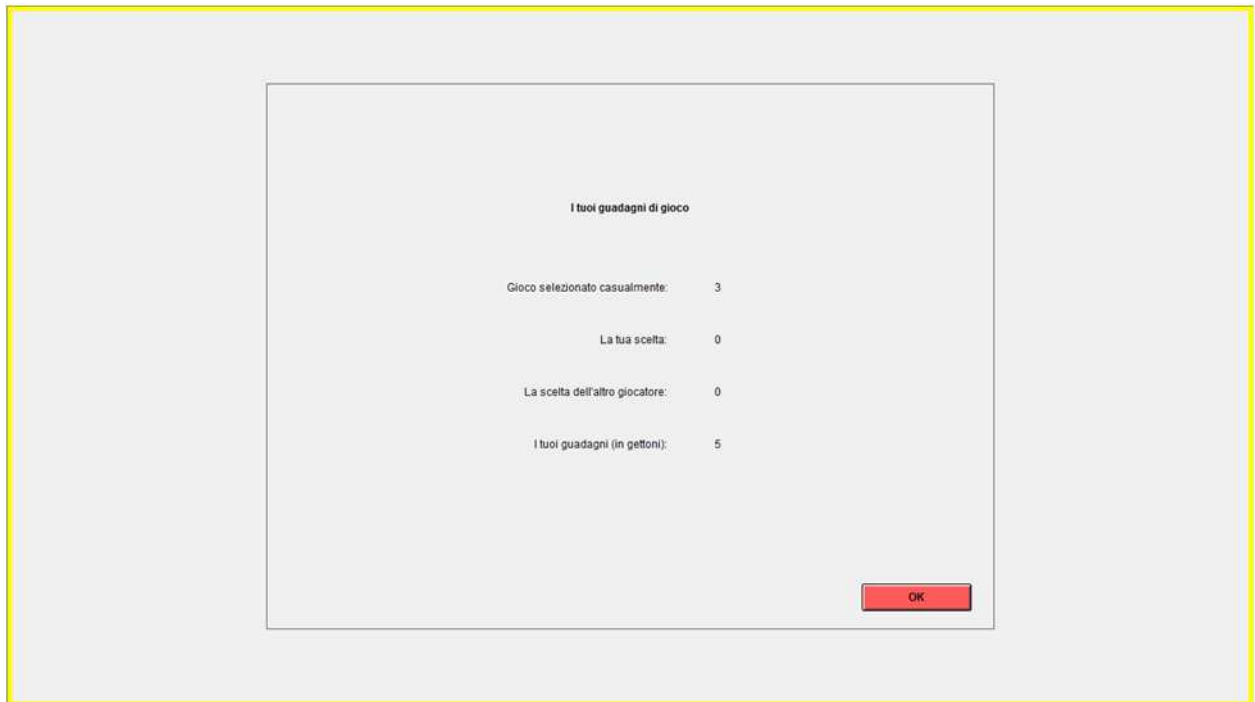 I tuoi guadagni di gioco
Gioco selezionato casualmente: 3
La tua scelta: 0
La scelta dell'altro giocatore: 0
I tuoi guadagni (in gettoni): 5
OK